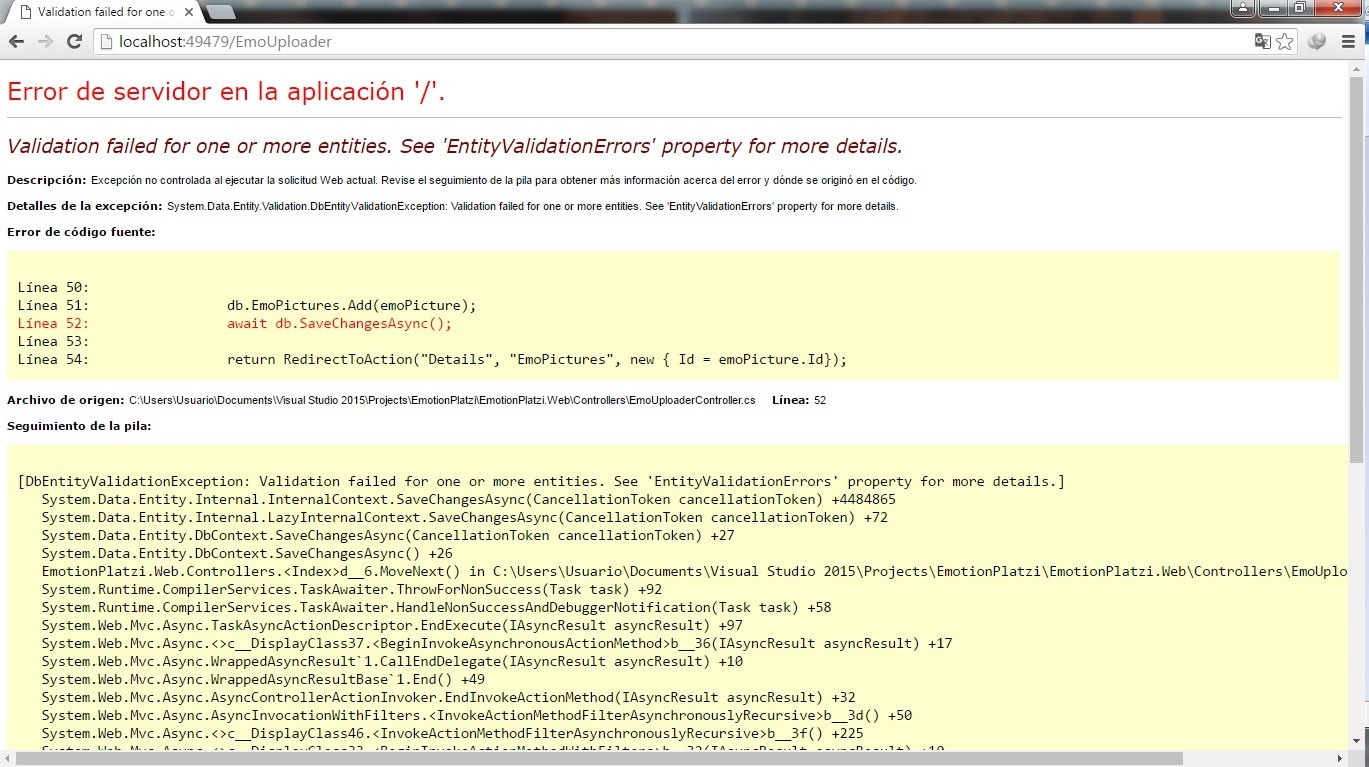 Validation failed for one o
localhost:49479/EmoUploader
Error de servidor en la aplicación '/'.
Validation failed for one or more entities. See 'EntityValidationErrors' property for more details.
Descripción: Excepción no controlada al ejecutar la solicitud Web actual. Revise el seguimiento de la pila para obtener más información acerca del error y dónde se originó en el código.
Detalles de la excepción: System.Data.Entity.Validation.DbEntityValidationException: Validation failed for one or more entities. See 'EntityValidationErrors' property for more details.
Error de código fuente:
Línea 50:
Línea 51: db.EmoPictures.Add(emoPicture);
Línea 52: await db.SaveChangesAsync();
Línea 53:
Línea 54: return RedirectToAction("Details", "EmoPictures", new { Id = emoPicture.Id});
Archivo de origen: C:\Users\Usuario\Documents\Visual Studio 2015\Projects\EmotionPlatzi\EmotionPlatzi.Web\Controllers\EmoUploaderController.cs Línea: 52
Seguimiento de la pila:
[DbEntityValidationException: Validation failed for one or more entities. See 'EntityValidationErrors' property for more details.]
System.Data.Entity.Internal.InternalContext.SaveChangesAsync(CancellationToken cancellationToken) +4484865
System.Data.Entity.Internal.LazyInternalContext.SaveChangesAsync(CancellationToken cancellationToken) +72
System.Data.Entity.DbContext.SaveChangesAsync(CancellationToken cancellationToken) +27
System.Data.Entity.DbContext.SaveChangesAsync() +26
EmotionPlatzi.Web.Controllers.<Index>d__6.MoveNext() in C:\Users\Usuario\Documents\Visual Studio 2015\Projects\EmotionPlatzi\EmotionPlatzi.Web\Controllers\EmoUplo
System.Runtime.CompilerServices.TaskAwaiter.ThrowForNonSuccess(Task task) +92
System.Runtime.CompilerServices.TaskAwaiter.HandleNonSuccessAndDebuggerNotification(Task task) +58
System.Web.Mvc.Async.TaskAsyncActionDescriptor.EndExecute(IAsyncResult asyncResult) +97
System.Web.Mvc.Async.<>c__DisplayClass37.<BeginInvokeAsynchronousActionMethod>b__36(IAsyncResult asyncResult) +17
System.Web.Mvc.Async.WrappedAsyncResult`1.CallEndDelegate(IAsyncResult asyncResult) +10
System.Web.Mvc.Async.WrappedAsyncResultBase`1.End() +49
System.Web.Mvc.Async.AsyncControllerActionInvoker.EndInvokeActionMethod(IAsyncResult asyncResult) +32
System.Web.Mvc.Async.AsyncInvocationWithFilters.<InvokeActionMethodFilterAsynchronouslyRecursive>b__3d() +50
System.Web.Mvc.Async.<>c__DisplayClass46.<InvokeActionMethodFilterAsynchronouslyRecursive>b__3f() +225
System.Web.Mvc.Async.<>c__DisplayClass33.<BeginInvokeActionMethodWithFilters>b__32(IAsyncResult asyncResult) +10